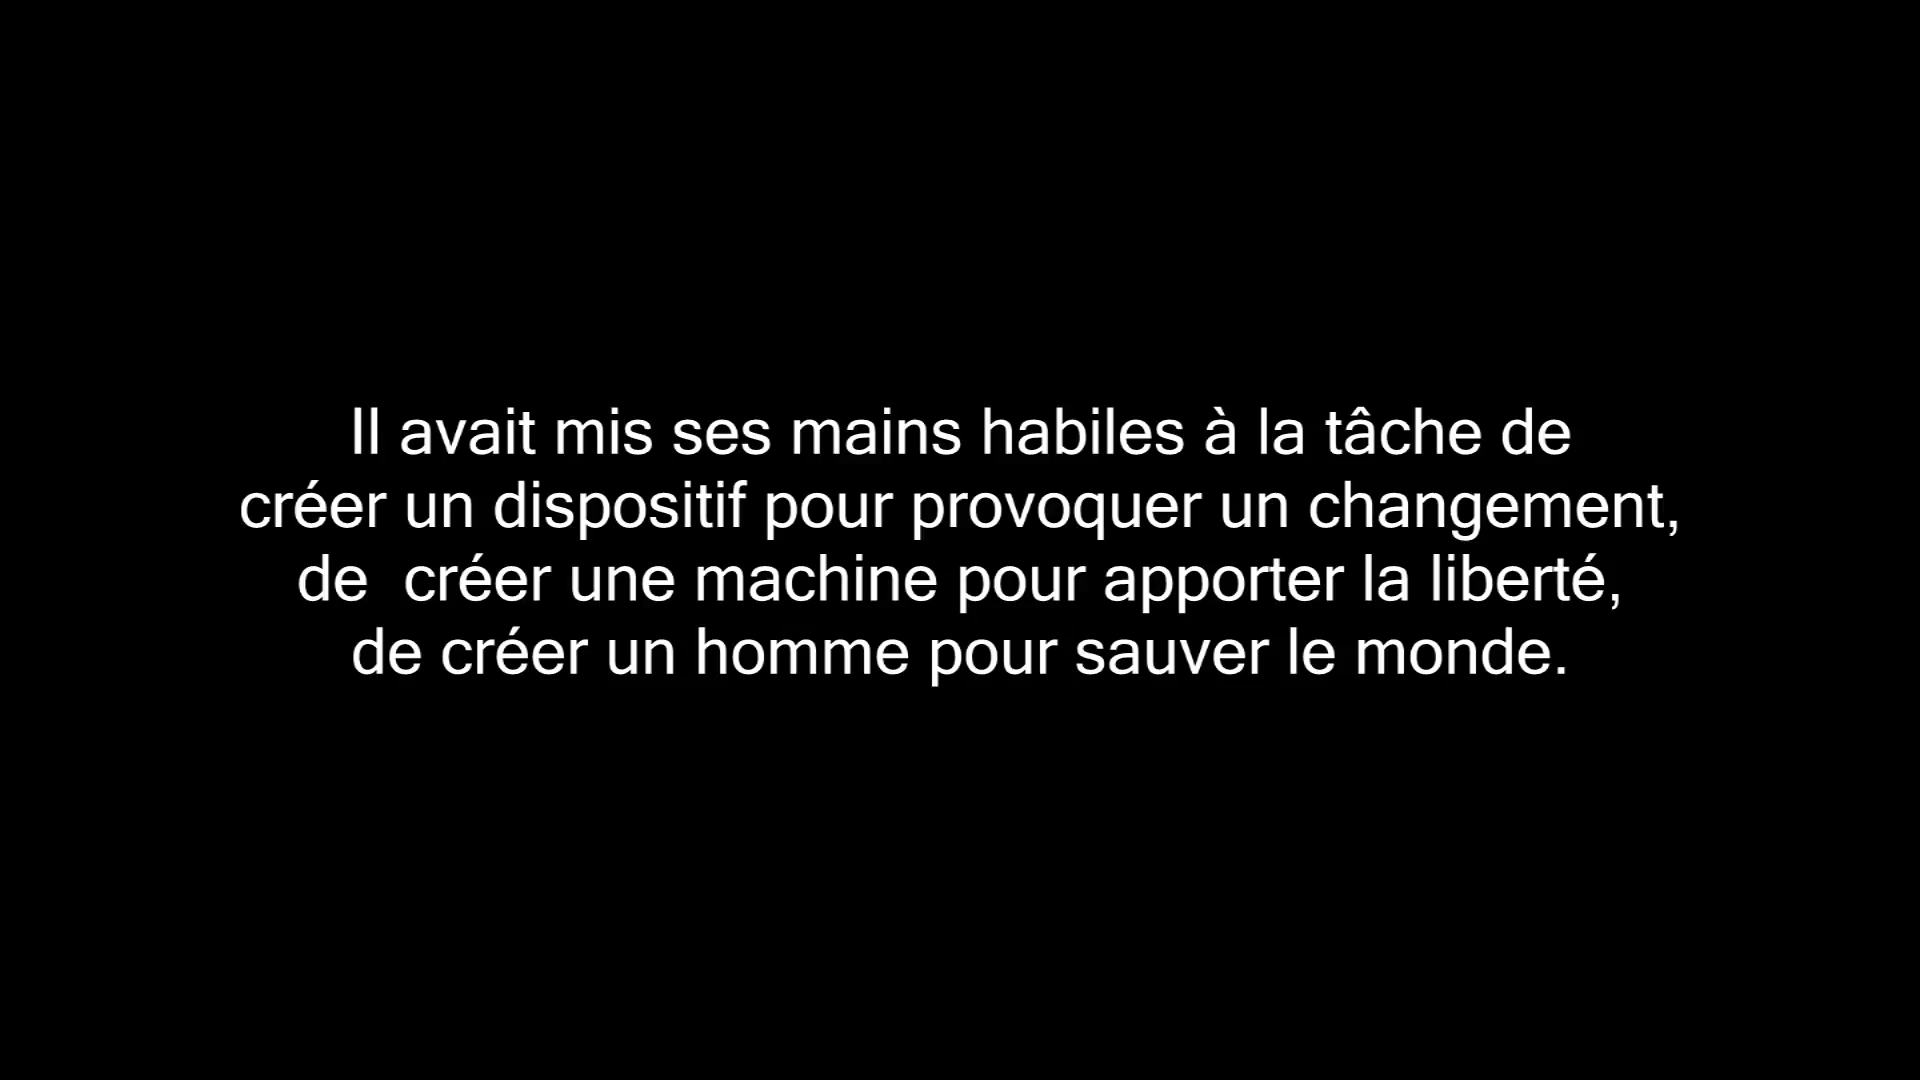 Il avait mis ses mains habiles à la tâche de
créer un dispositif pour provoquer un changement,
de  créer une machine pour apporter la liberté,
de créer un homme pour sauver le monde.